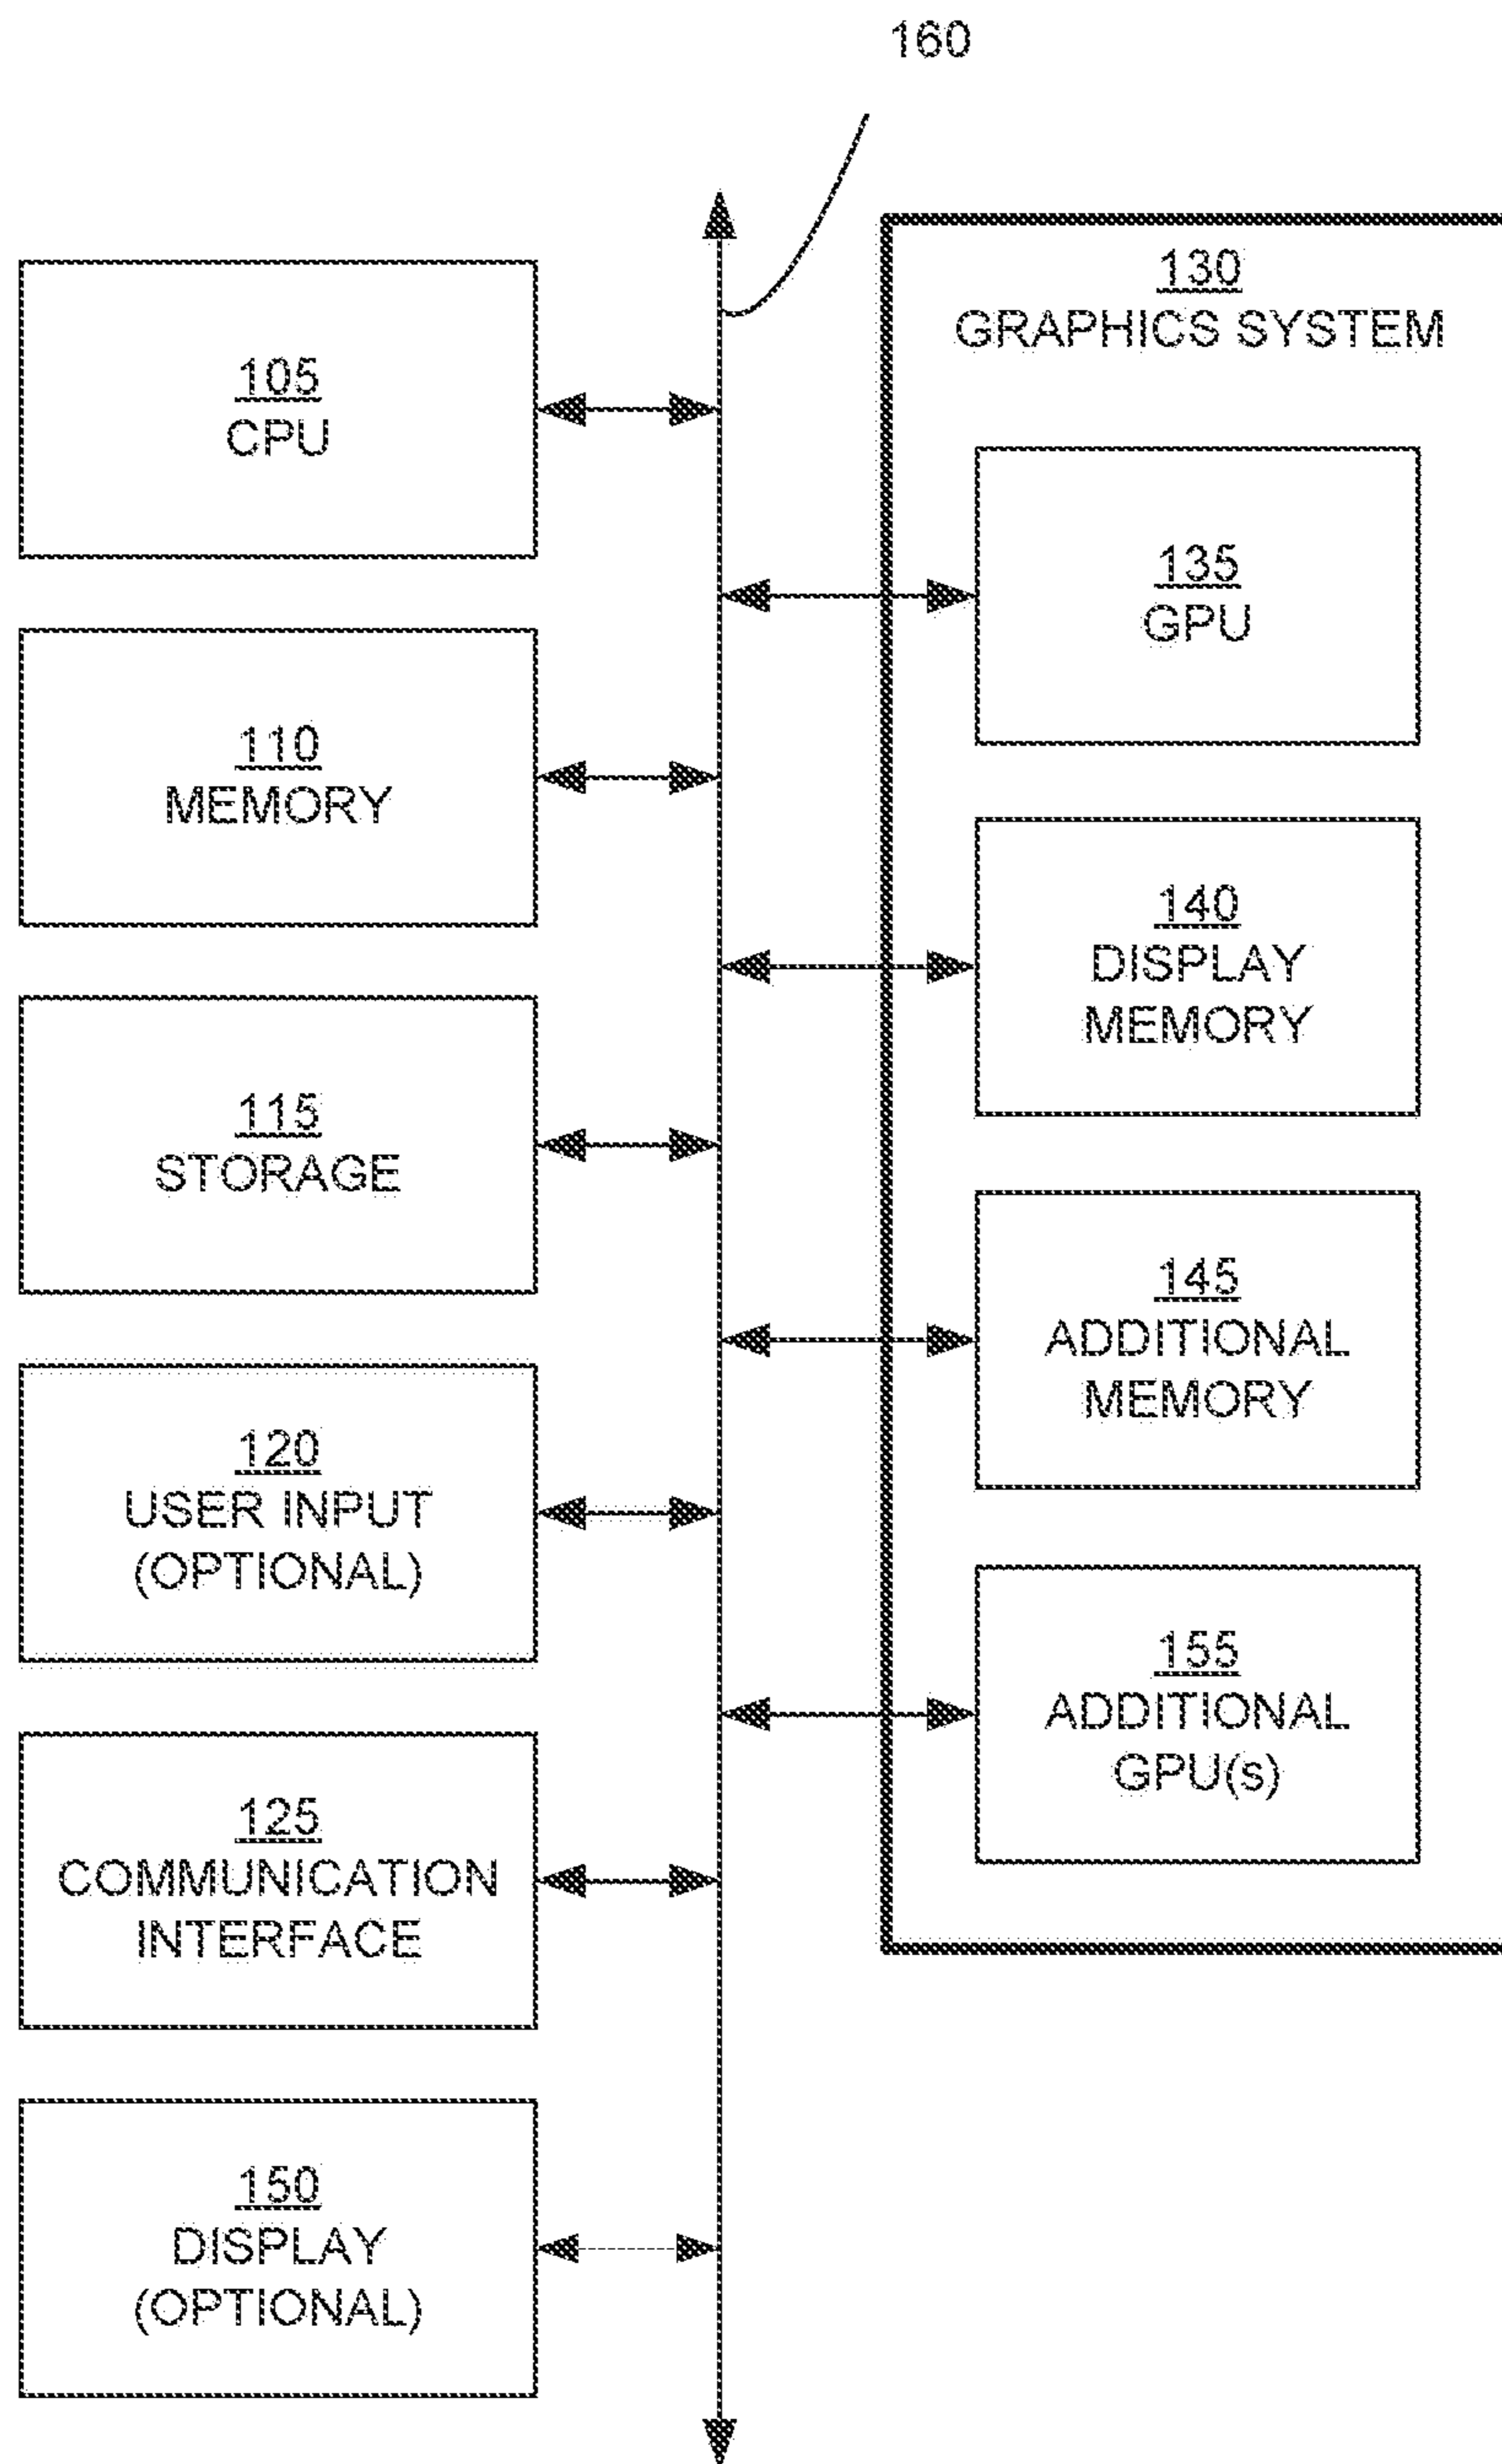 160
105
CPU
110
MEMORY
115
STORAGE
120
USER INPUT
(OPTIONAL)
125
COMMUNICATION
INTERFACE
150
DISPLAY
(OPTIONAL)
130
GRAPHICS SYSTEM
135
GPU
140
DISPLAY
MEMORY
145
ADDITIONAL
MEMORY
155
ADDITIONAL
GPU(s)